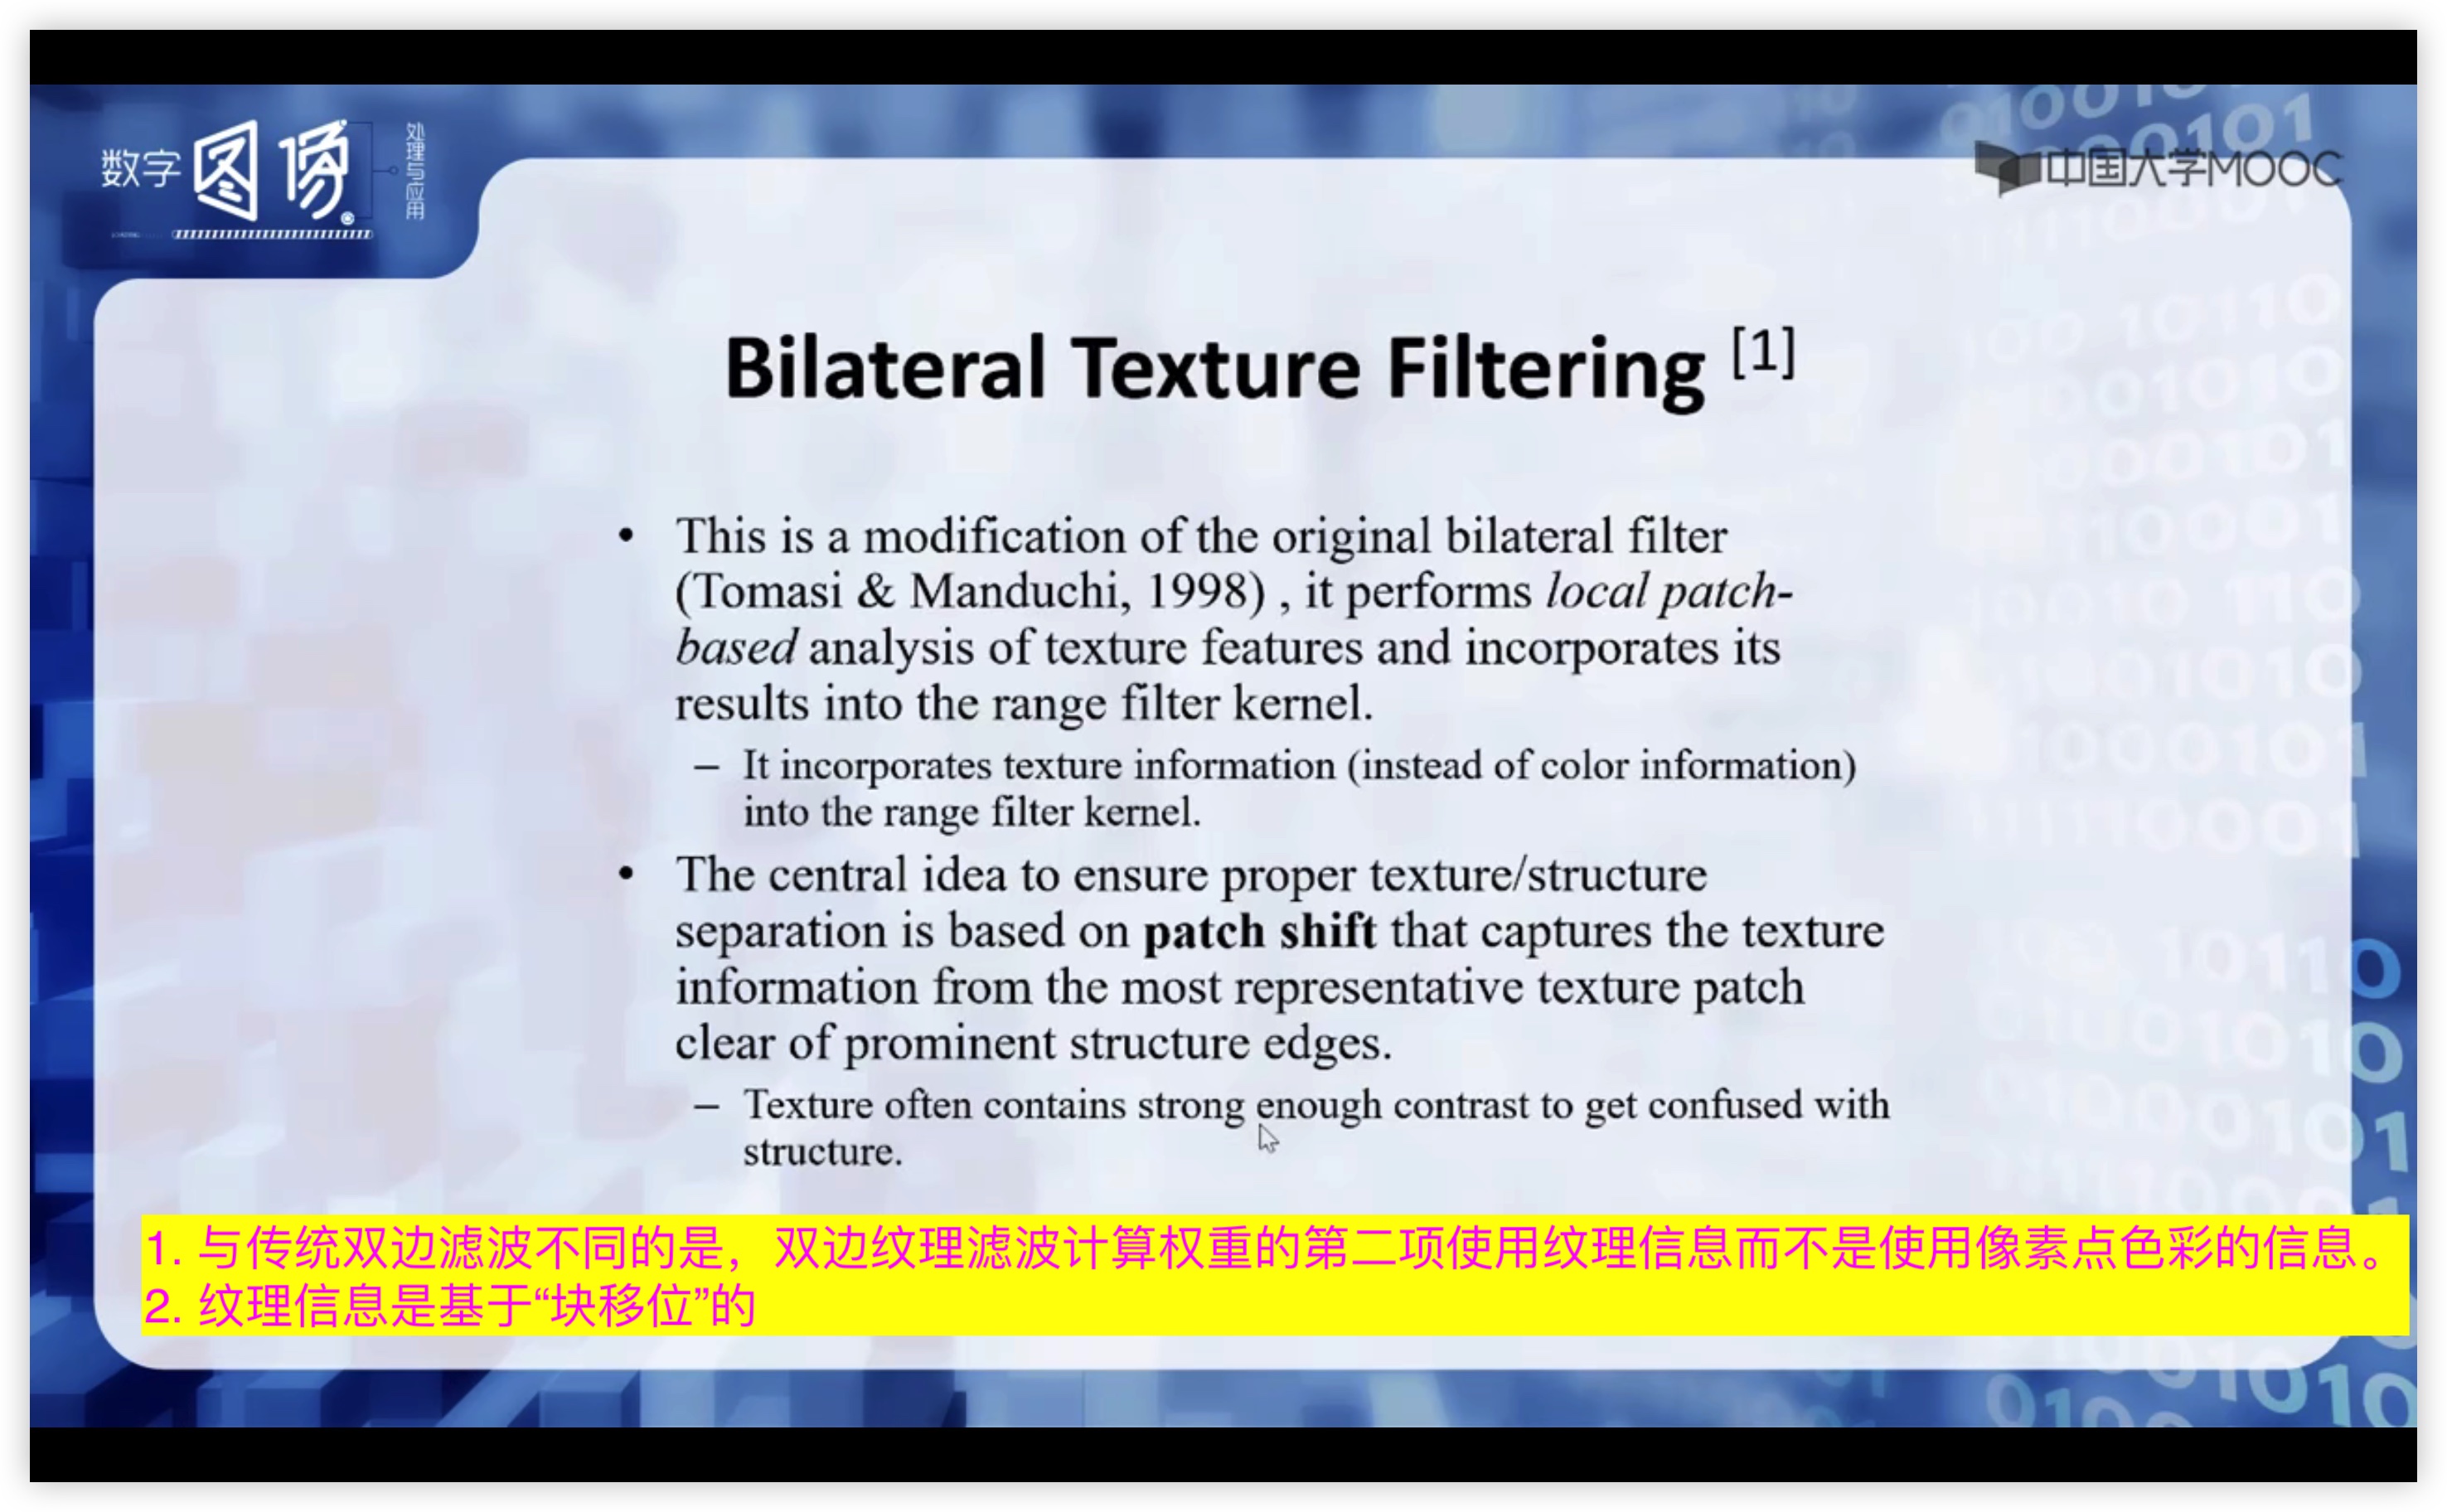 数字
图像
处理与应用
中国大学MOOC
Bilateral Texture Filtering [1]
• This is a modification of the original bilateral filter
(Tomasi & Manduchi, 1998) , it performs local patch-
based analysis of texture features and incorporates its
results into the range filter kernel.
– It incorporates texture information (instead of color information)
into the range filter kernel.
• The central idea to ensure proper texture/structure
separation is based on patch shift that captures the texture
information from the most representative texture patch
clear of prominent structure edges.
– Texture often contains strong enough contrast to get confused with
structure.
1. 与传统双边滤波不同的是，双边纹理滤波计算权重的第二项使用纹理信息而不是使用像素点色彩的信息。
2. 纹理信息是基于“块移位”的